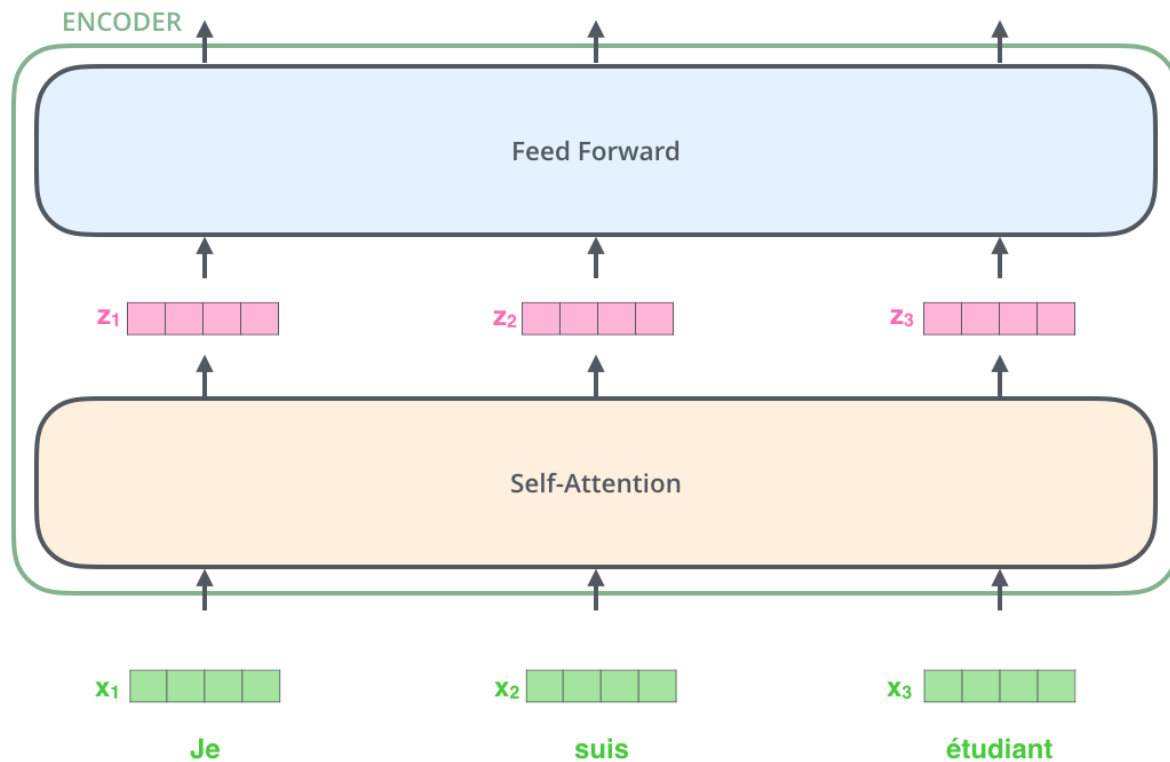 ENCODER
Feed Forward
z₁ z₂ z₃
Self-Attention
x₁ x₂ x₃
Je suis étudiant